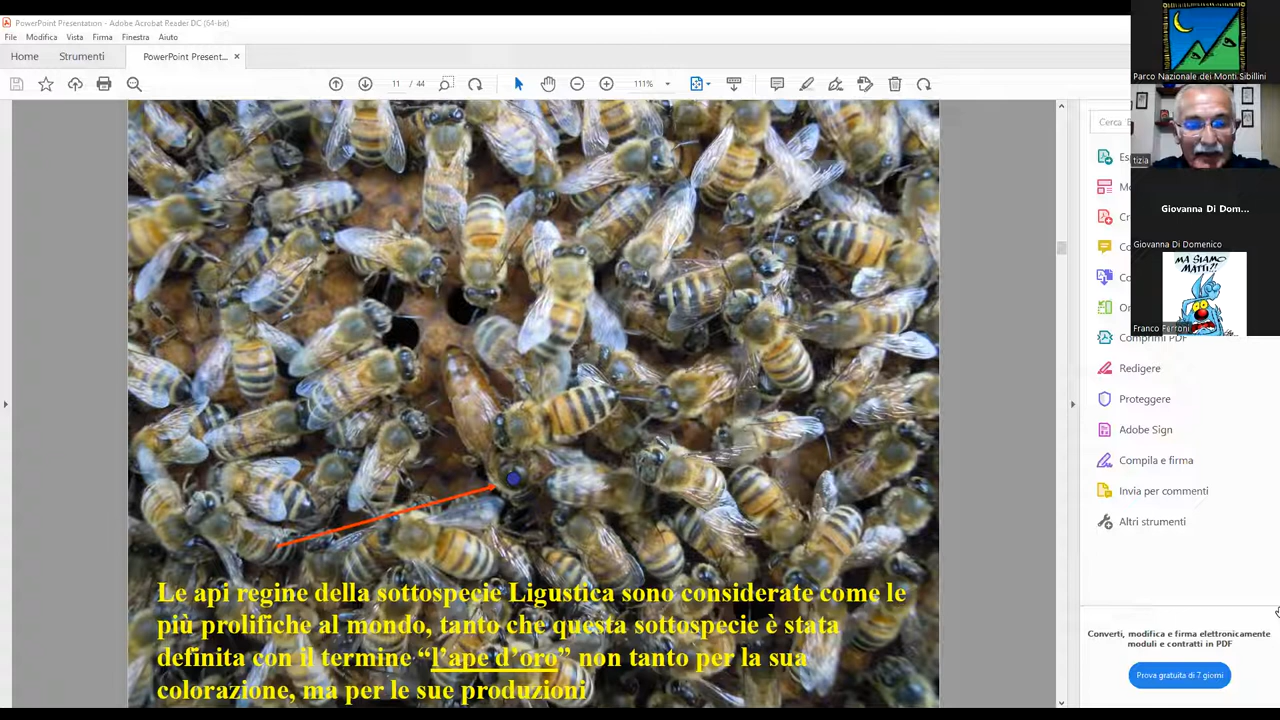 PowerPoint Presentation - Adobe Acrobat Reader DC (64-bit)
File Modifica Vista Firma Finestra Aiuto
Home Strumenti PowerPoint Present... ×
11 / 44 111%
Cerca
Redigere
Proteggere
Adobe Sign
Compila e firma
Invia per commenti
Altri strumenti
Converti, modifica e firma elettronicamente
moduli e contratti in PDF
Prova gratuita di 7 giorni
Parco Nazionale dei Monti Sibillini
tizia
Giovanna Di Dom...
Giovanna Di Domenico
MA SIAMO
MATTI?!
Franco Ferroni
Comprimi PDF
Le api regine della sottospecie Ligustica sono considerate come le
più prolifiche al mondo, tanto che questa sottospecie è stata
definita con il termine “l’ape d’oro” non tanto per la sua
colorazione, ma per le sue produzioni